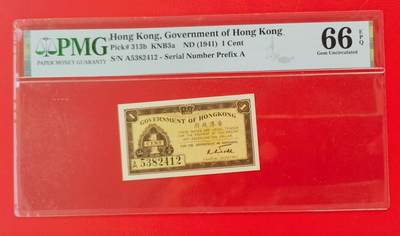 PMG
PAPER MONEY GUARANTY
Hong Kong, Government of Hong Kong
Pick# 313b KNB3a ND (1941) 1 Cent
S/N A5382412 - Serial Number Prefix A
66 EPQ
Gem Uncirculated
GOVERNMENT OF HONGKONG
CENT
5382412